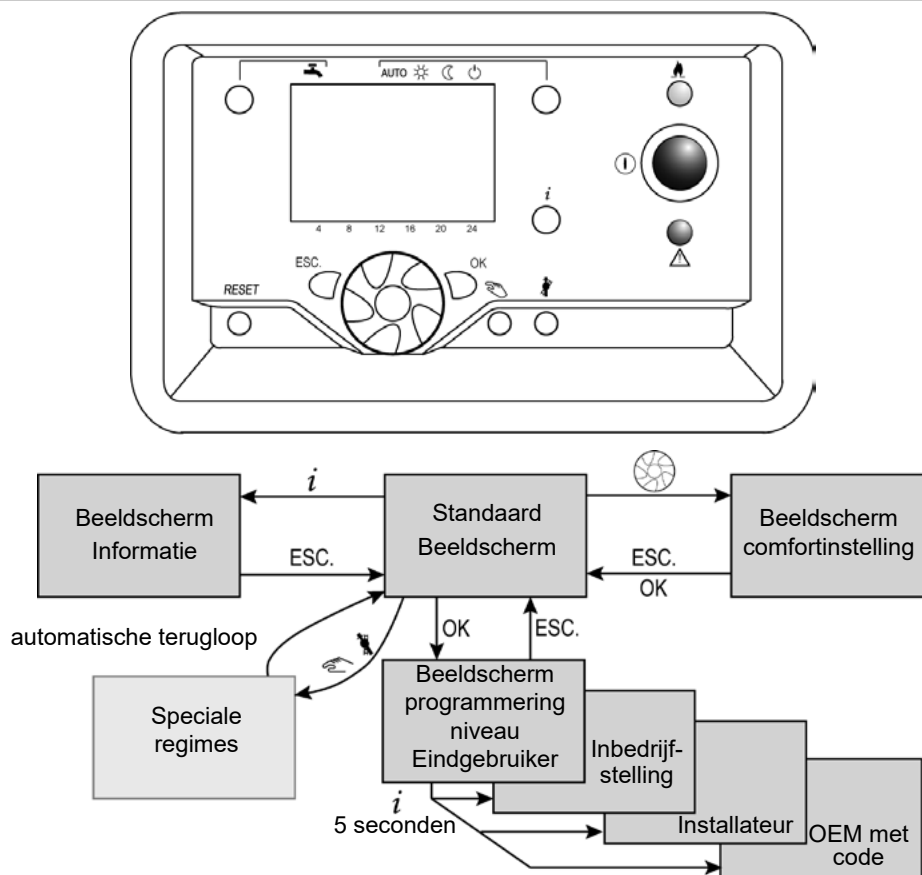 AUTO
i
4 8 12 16 20 24
ESC.
OK
RESET
i
Beeldscherm
Informatie
ESC.
Standaard
Beeldscherm
Beeldscherm
comfortinstelling
ESC.
OK
automatische terugloop
OK
ESC.
Speciale
regimes
Beeldscherm
programmering
niveau
Eindgebruiker
Inbedrijf-
stelling
i
5 seconden
Installateur
OEM met
code